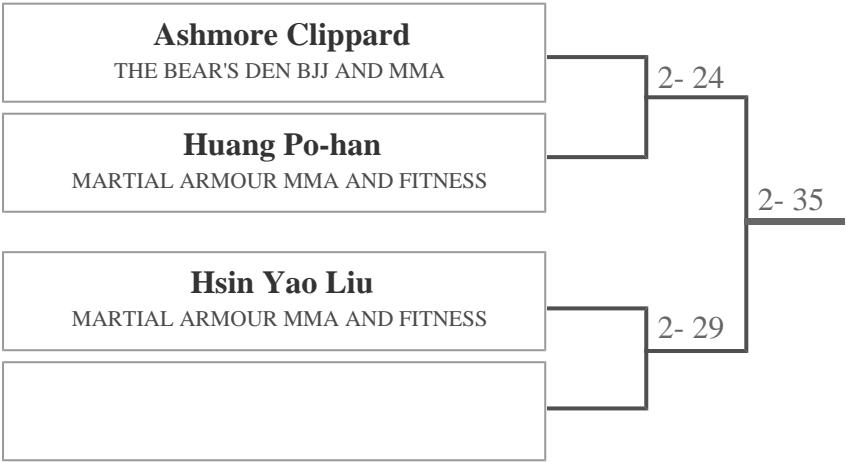 Ashmore Clippard
THE BEAR'S DEN BJJ AND MMA
2- 24
Huang Po-han
MARTIAL ARMOUR MMA AND FITNESS
2- 35
Hsin Yao Liu
MARTIAL ARMOUR MMA AND FITNESS
2- 29